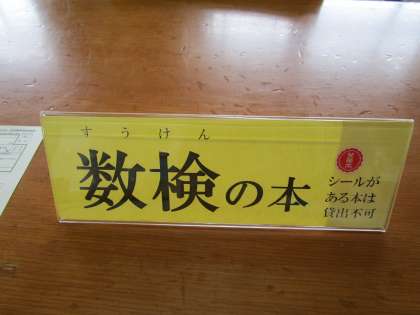 すうけん
数検の本
シールが
ある本は
貸出不可